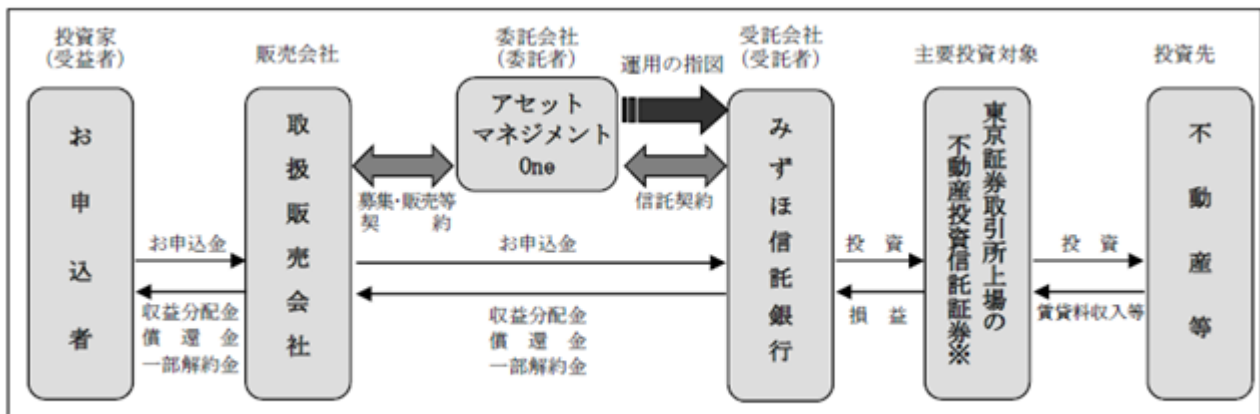 投資家
(受益者)
販売会社
委託会社
(委託者)
運用の指図
受託会社
(受託者)
主要投資対象
投資先
お申込者
取扱販売会社
アセット
マネジメント
One
みずほ信託銀行
東京証券取引所上場の
不動産投資信託証券※
不動産等
募集・販売等
契　　約
信託契約
お申込金
収益分配金
償　還　金
一部解約金
お申込金
収益分配金
償　還　金
一部解約金
投　資
損　益
投　資
賃貸料収入等